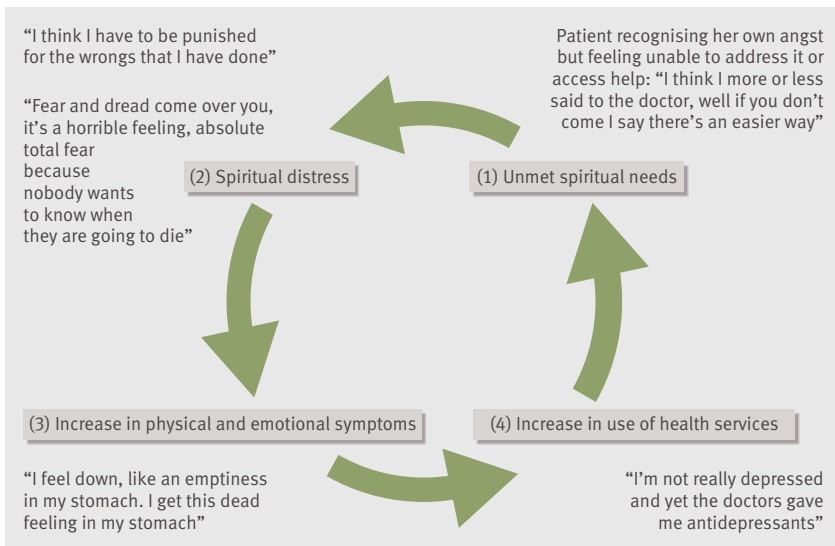 “I think I have to be punished
for the wrongs that I have done”
“Fear and dread come over you,
it’s a horrible feeling, absolute
total fear
because
nobody wants
to know when
they are going to die”
Patient recognising her own angst
but feeling unable to address it or
access help: “I think I more or less
said to the doctor, well if you don’t
come I say there’s an easier way”
(2) Spiritual distress
(1) Unmet spiritual needs
(3) Increase in physical and emotional symptoms
(4) Increase in use of health services
“I feel down, like an emptiness
in my stomach. I get this dead
feeling in my stomach”
“I’m not really depressed
and yet the doctors gave
me antidepressants”